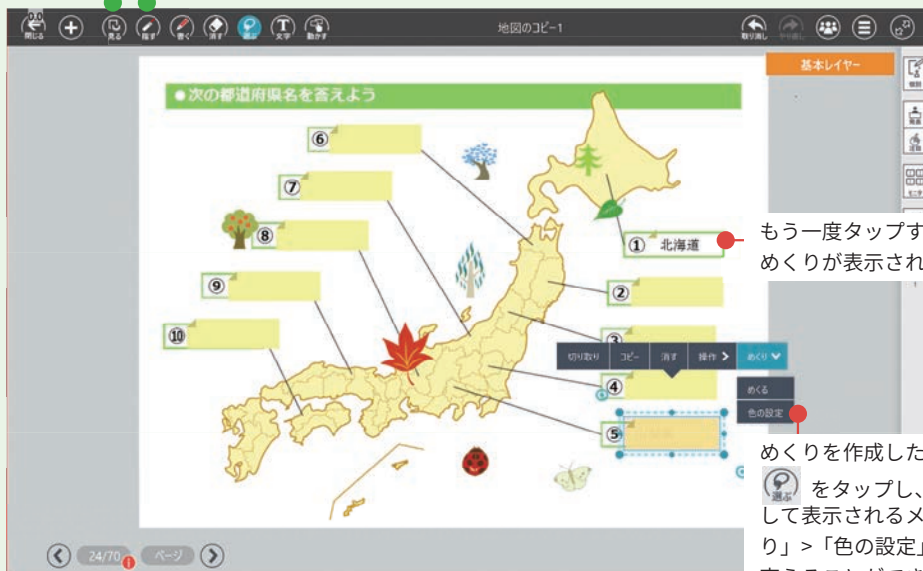 0.0
閉じる 見る 指す 書く 消す 選ぶ 文字 動かす
地図のコピー1
取り消し やり直し
基本レイヤー
●次の都道府県名を答えよう
⑥
⑦
⑧
⑨
⑩
① 北海道
②
③
④
⑤
切り取り コピー 消す 操作 めくり
めくる
色の設定
もう一度タップす
めくりが表示され
めくりを作成した
選ぶ をタップし、
して表示されるメ
り」>「色の設定」
24/70 ページ